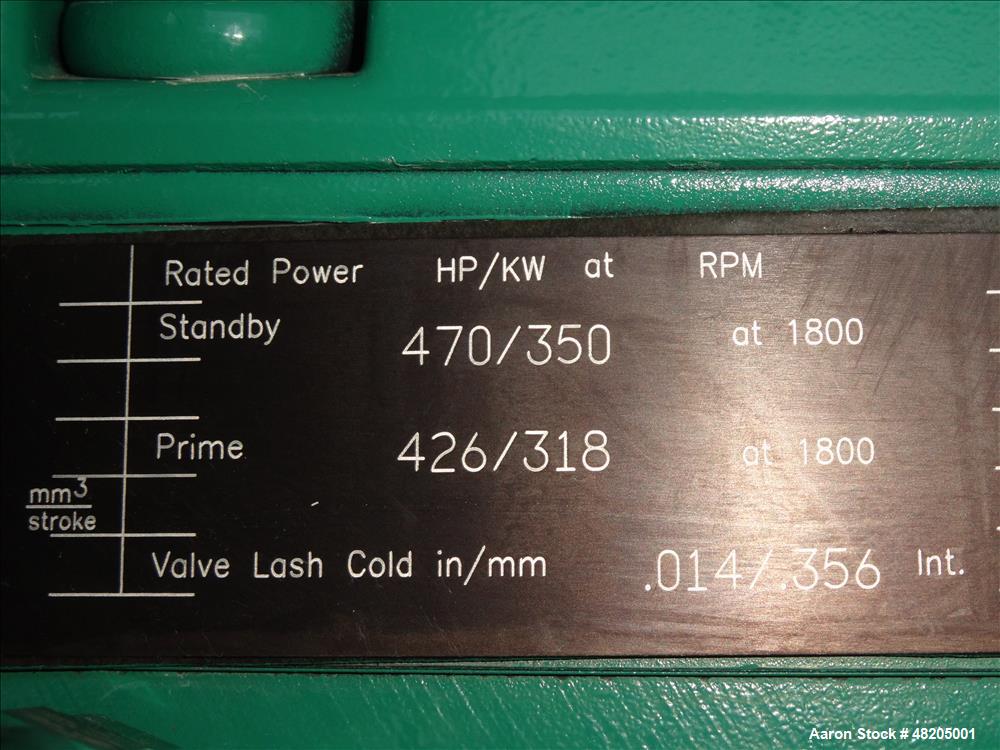 Rated Power HP/KW at RPM
Standby 470/350 at 1800
Prime 426/318 at 1800
mm³
stroke
Valve Lash Cold in/mm .014/.356 Int.
Aaron Stock # 48205001